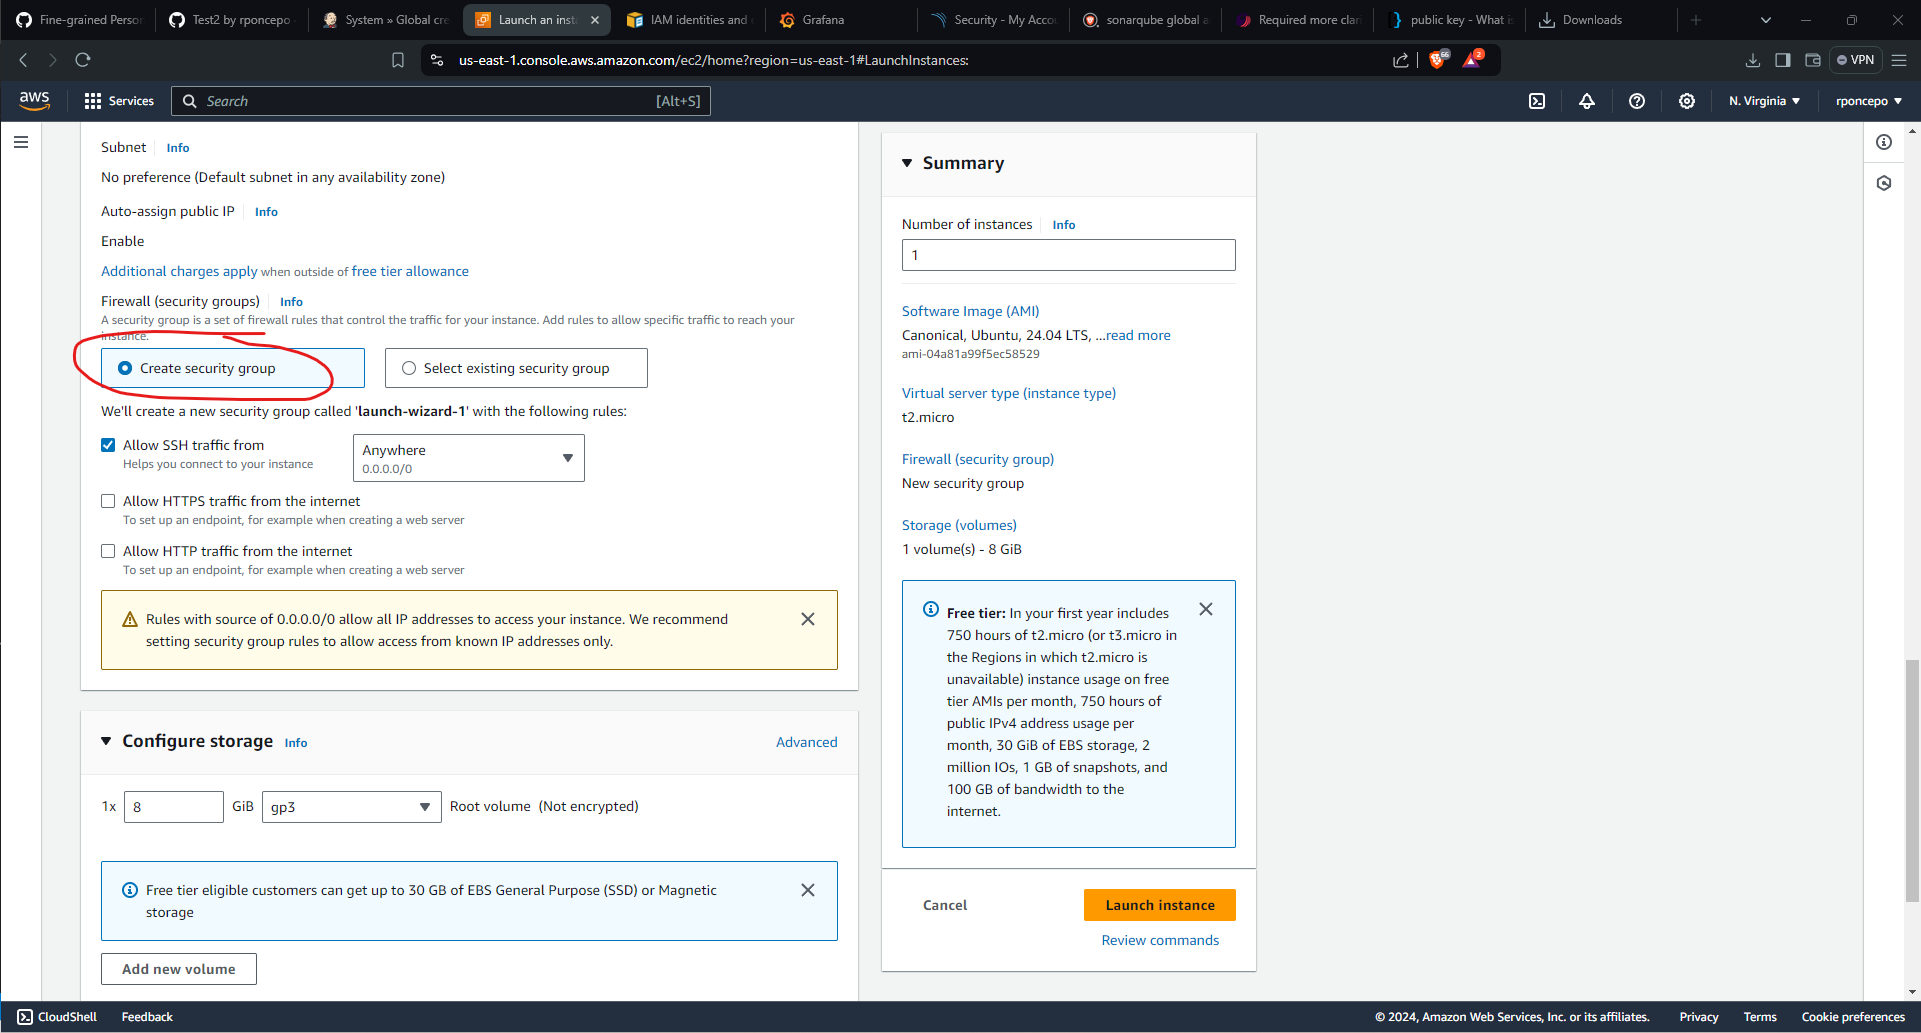 Fine-grained Person
Test2 by rponcepo
System » Global cre
Launch an insta
IAM identities and
Grafana
Security - My Accou
sonarqube global a
Required more clari
public key - What is
Downloads
us-east-1.console.aws.amazon.com/ec2/home?region=us-east-1#LaunchInstances:
66
2
VPN
aws
Services
Search
[Alt+S]
N. Virginia
rponcepo
Subnet
Info
No preference (Default subnet in any availability zone)
Auto-assign public IP
Info
Enable
Additional charges apply when outside of free tier allowance
Firewall (security groups)
Info
A security group is a set of firewall rules that control the traffic for your instance. Add rules to allow specific traffic to reach your
instance.
Create security group
Select existing security group
We'll create a new security group called 'launch-wizard-1' with the following rules:
Allow SSH traffic from
Helps you connect to your instance
Anywhere
0.0.0.0/0
Allow HTTPS traffic from the internet
To set up an endpoint, for example when creating a web server
Allow HTTP traffic from the internet
To set up an endpoint, for example when creating a web server
Rules with source of 0.0.0.0/0 allow all IP addresses to access your instance. We recommend
setting security group rules to allow access from known IP addresses only.
Configure storage
Info
Advanced
1x
8
GiB
gp3
Root volume (Not encrypted)
Free tier eligible customers can get up to 30 GB of EBS General Purpose (SSD) or Magnetic
storage
Add new volume
Summary
Number of instances
Info
1
Software Image (AMI)
Canonical, Ubuntu, 24.04 LTS, ...read more
ami-04a81a99f5ec58529
Virtual server type (instance type)
t2.micro
Firewall (security group)
New security group
Storage (volumes)
1 volume(s) - 8 GiB
Free tier: In your first year includes
750 hours of t2.micro (or t3.micro in
the Regions in which t2.micro is
unavailable) instance usage on free
tier AMIs per month, 750 hours of
public IPv4 address usage per
month, 30 GiB of EBS storage, 2
million IOs, 1 GB of snapshots, and
100 GB of bandwidth to the
internet.
Cancel
Launch instance
Review commands
CloudShell
Feedback
© 2024, Amazon Web Services, Inc. or its affiliates.
Privacy
Terms
Cookie preferences